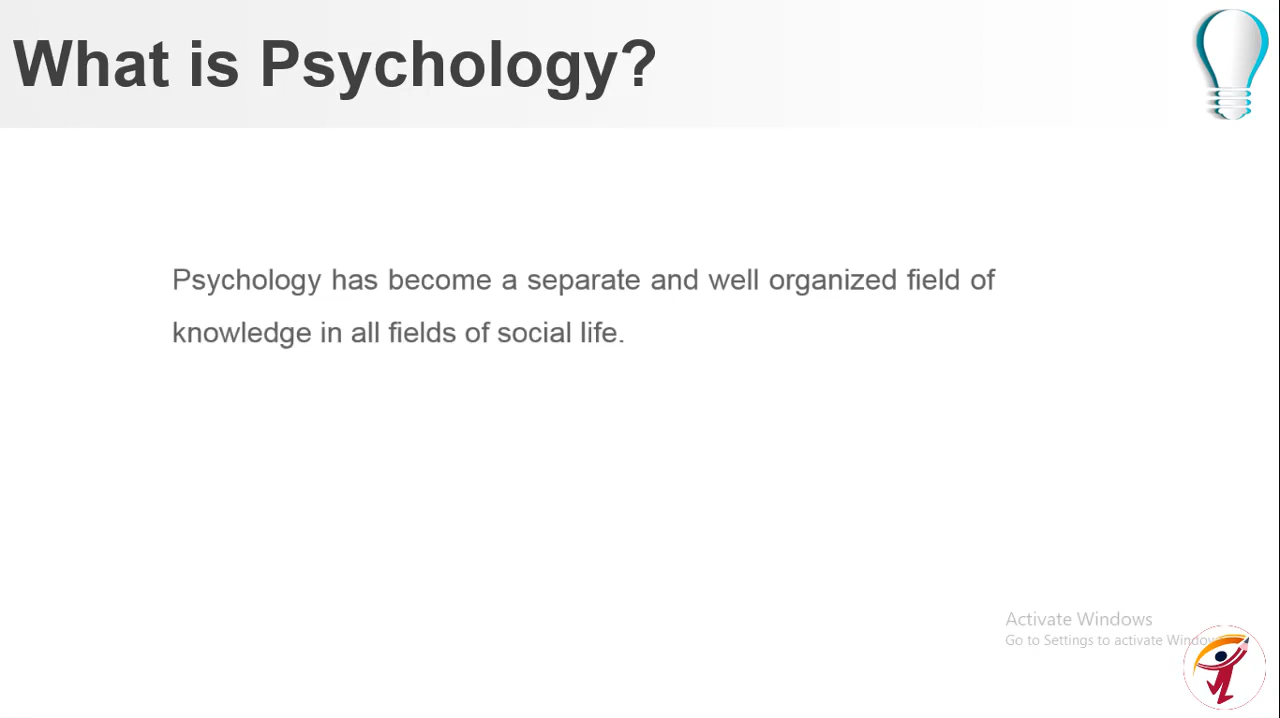 What is Psychology?
Psychology has become a separate and well organized field of
knowledge in all fields of social life.
Activate Windows
Go to Settings to activate Windows